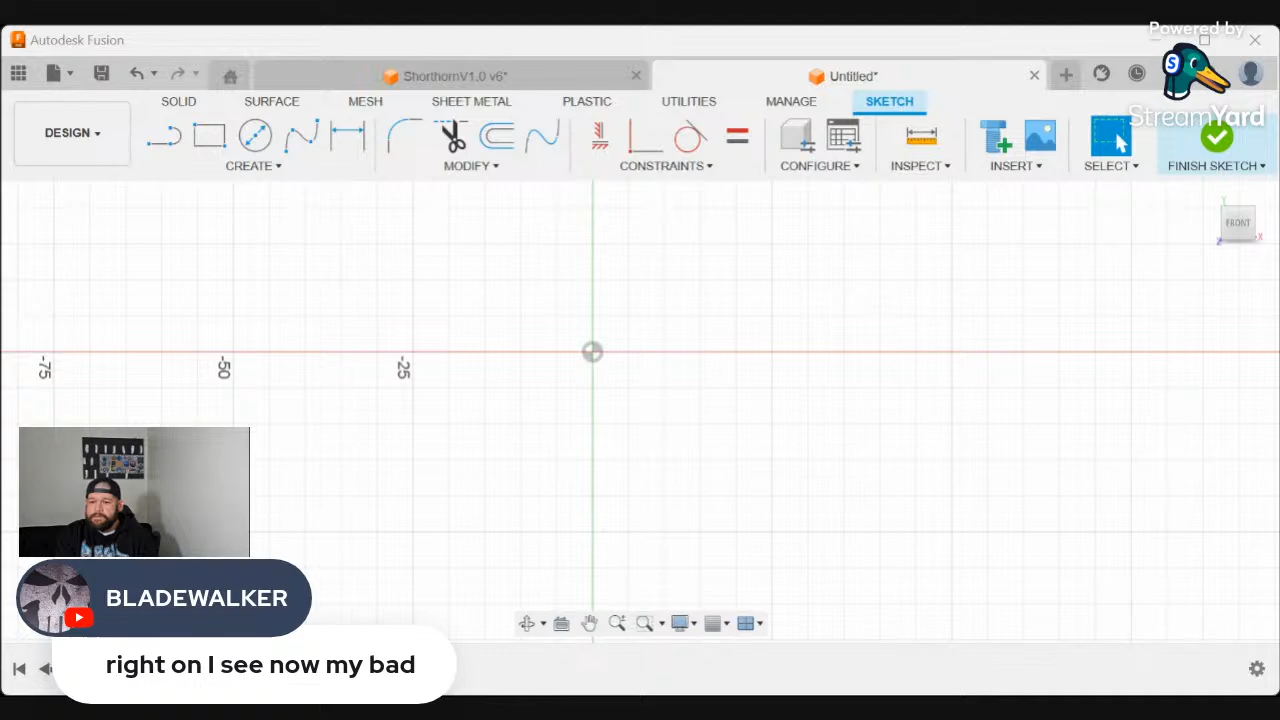 Powered by
Autodesk Fusion
StreamYard
ShorthornV1.0 v6*
Untitled*
SOLID
SURFACE
MESH
SHEET METAL
PLASTIC
UTILITIES
MANAGE
SKETCH
DESIGN
CREATE
MODIFY
CONSTRAINTS
CONFIGURE
INSPECT
INSERT
SELECT
FINISH SKETCH
Y
FRONT
Z
X
-75
-50
-25
BLADEWALKER
right on I see now my bad